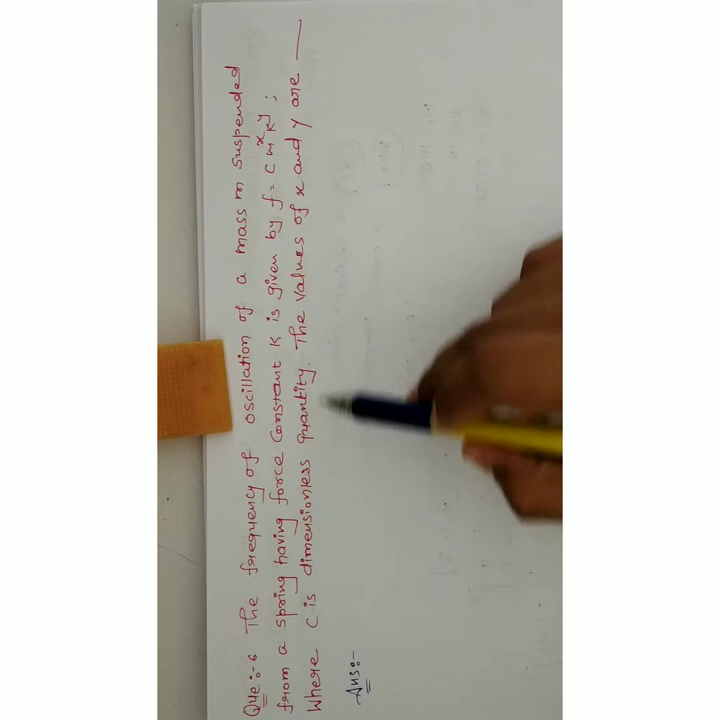 Que:-6 The frequency of oscillation of a mass m suspended
from a spring having force constant K is given by f = c m^x K^y ;
Where C is dimensionless quantity. The values of x and y are —
Ans:-